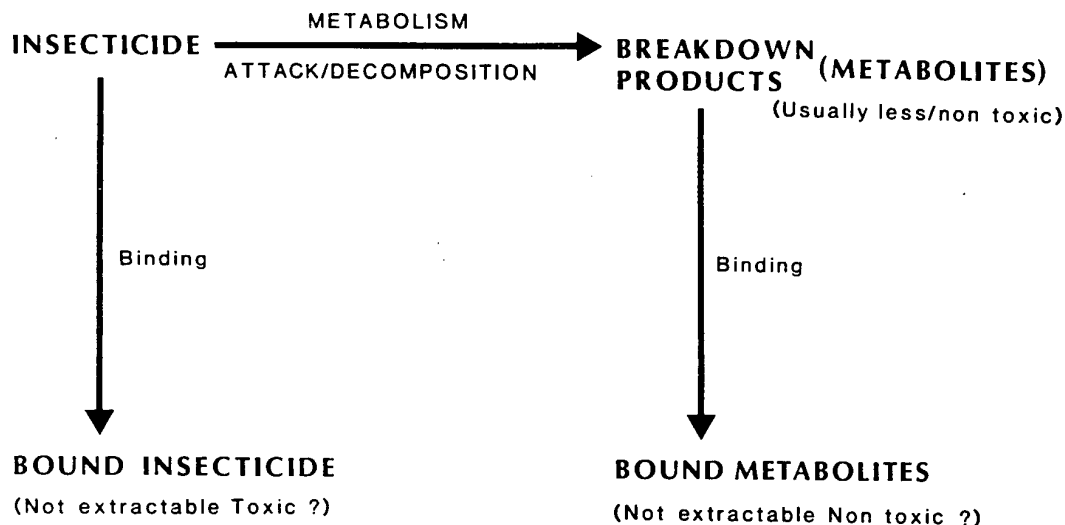 METABOLISM
INSECTICIDE
ATTACK/DECOMPOSITION
BREAKDOWN
PRODUCTS
(METABOLITES)
(Usually less/non toxic)
Binding
Binding
BOUND INSECTICIDE
(Not extractable Toxic ?)
BOUND METABOLITES
(Not extractable Non toxic ?)